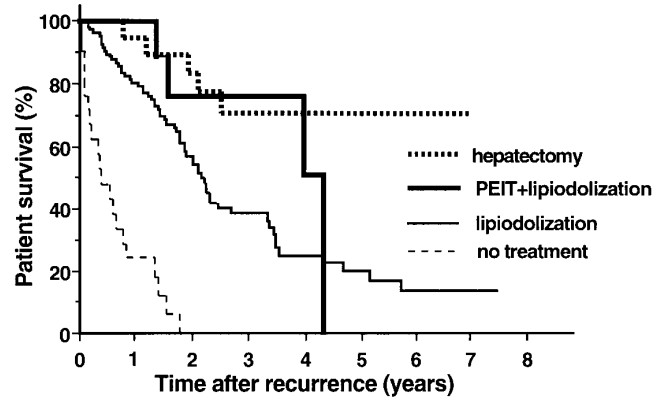 Patient survival (%)
100
80
60
40
20
0
hepatectomy
PEIT+lipiodolization
lipiodolization
no treatment
0 1 2 3 4 5 6 7 8
Time after recurrence (years)